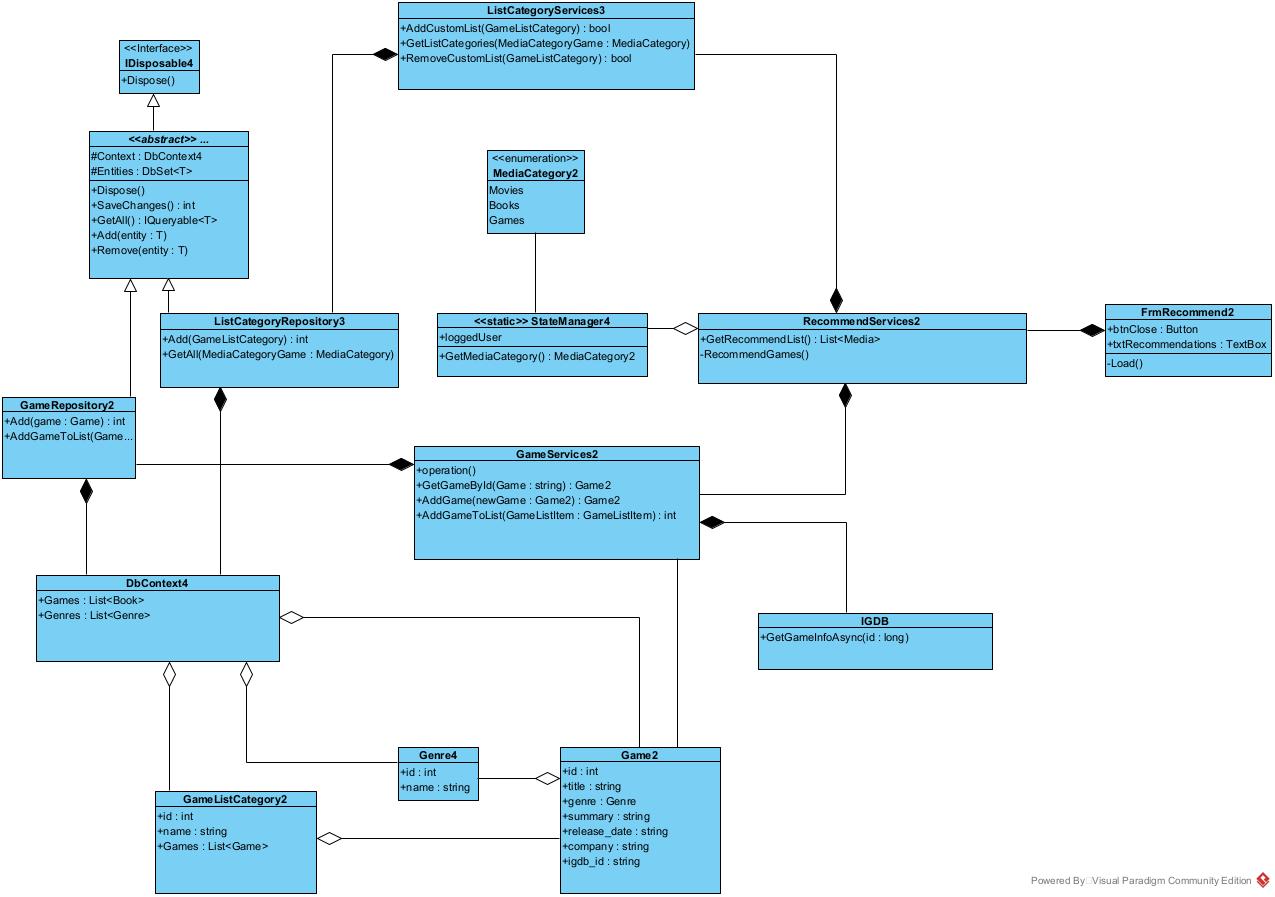 ListCategoryServices3
+AddCustomList(GameListCategory) : bool
+GetListCategories(MediaCategoryGame : MediaCategory)
+RemoveCustomList(GameListCategory) : bool
<<Interface>>
IDisposable4
+Dispose()
<<abstract>> ...
#Context : DbContext4
#Entities : DbSet<T>
+Dispose()
+SaveChanges() : int
+GetAll() : IQueryable<T>
+Add(entity : T)
+Remove(entity : T)
<<enumeration>>
MediaCategory2
Movies
Books
Games
ListCategoryRepository3
+Add(GameListCategory) : int
+GetAll(MediaCategoryGame : MediaCategory)
<<static>> StateManager4
+loggedUser
+GetMediaCategory() : MediaCategory2
RecommendServices2
+GetRecommendList() : List<Media>
-RecommendGames()
FrmRecommend2
+btnClose : Button
+txtRecommendations : TextBox
-Load()
GameRepository2
+Add(game : Game) : int
+AddGameToList(Game...
GameServices2
+operation()
+GetGameById(Game : string) : Game2
+AddGame(newGame : Game2) : Game2
+AddGameToList(GameListItem : GameListItem) : int
DbContext4
+Games : List<Book>
+Genres : List<Genre>
IGDB
+GetGameInfoAsync(id : long)
Genre4
+id : int
+name : string
Game2
+id : int
+title : string
+genre : Genre
+summary : string
+release_date : string
+company : string
+igdb_id : string
GameListCategory2
+id : int
+name : string
+Games : List<Game>
Powered By Visual Paradigm Community Edition